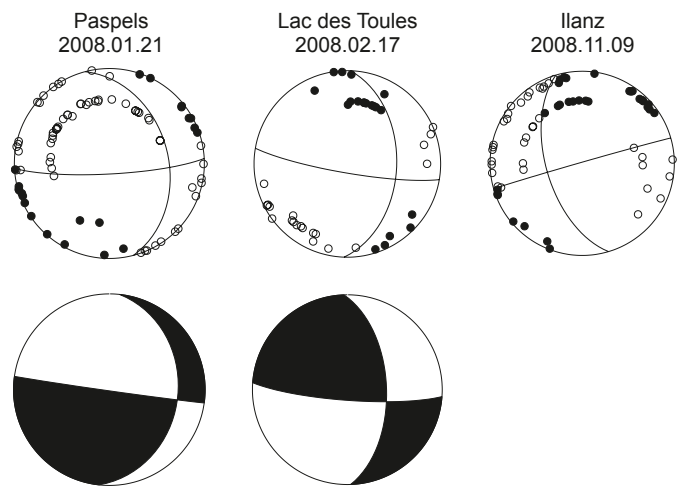 Paspels
2008.01.21
Lac des Toules
2008.02.17
Ilanz
2008.11.09